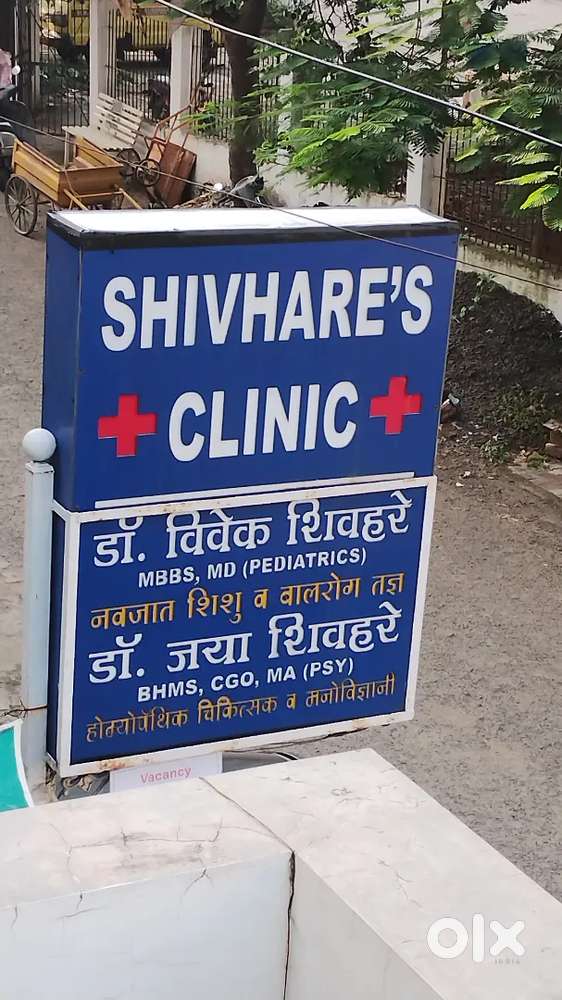 SHIVHARE'S
CLINIC
डॉ. विवेक शिवहरे
MBBS, MD (PEDIATRICS)
नवजात शिशु व बालरोग तज्ञ
डॉ. जया शिवहरे
BHMS, CGO, MA (PSY)
होम्योपॅथिक चिकित्सक व मनोविज्ञानी
Vacancy
OLX
INDIA